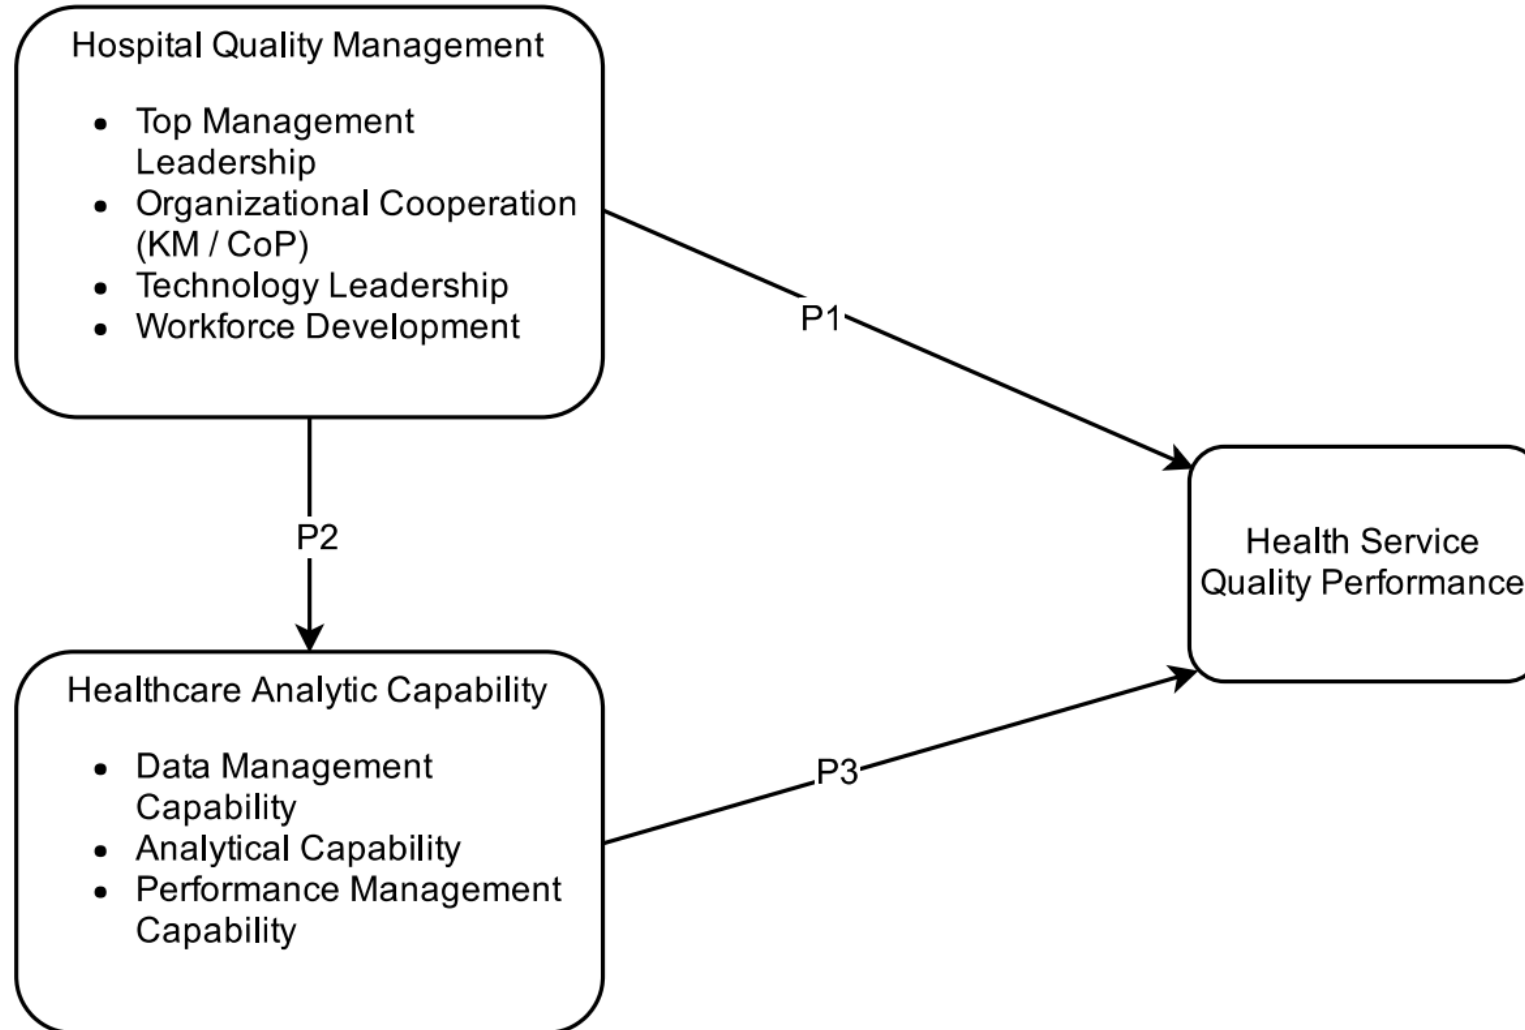 Hospital Quality Management
• Top Management
Leadership
• Organizational Cooperation
(KM / CoP)
• Technology Leadership
• Workforce Development
P1
P2
Health Service
Quality Performance
Healthcare Analytic Capability
• Data Management
Capability
• Analytical Capability
• Performance Management
Capability
P3